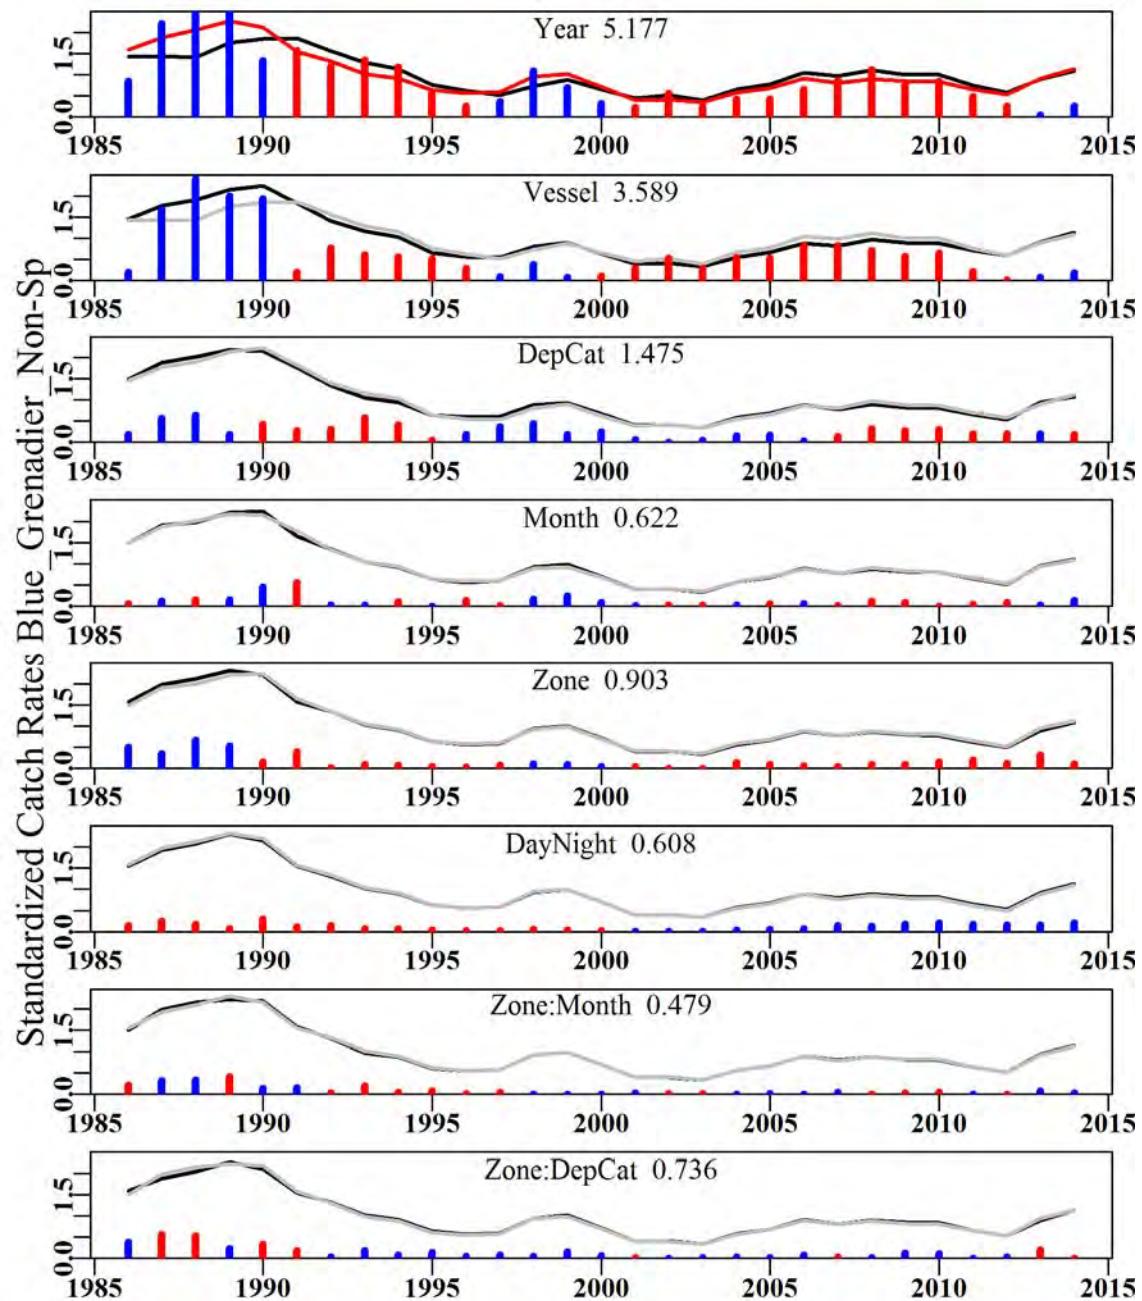 Standardized Catch Rates Blue_Grenadier_Non-Sp
Year 5.177
0.0 1.5
1985 1990 1995 2000 2005 2010 2015
Vessel 3.589
0.0 1.5
1985 1990 1995 2000 2005 2010 2015
DepCat 1.475
0.0 1.5
1985 1990 1995 2000 2005 2010 2015
Month 0.622
0.0 1.5
1985 1990 1995 2000 2005 2010 2015
Zone 0.903
0.0 1.5
1985 1990 1995 2000 2005 2010 2015
DayNight 0.608
0.0 1.5
1985 1990 1995 2000 2005 2010 2015
Zone:Month 0.479
0.0 1.5
1985 1990 1995 2000 2005 2010 2015
Zone:DepCat 0.736
0.0 1.5
1985 1990 1995 2000 2005 2010 2015